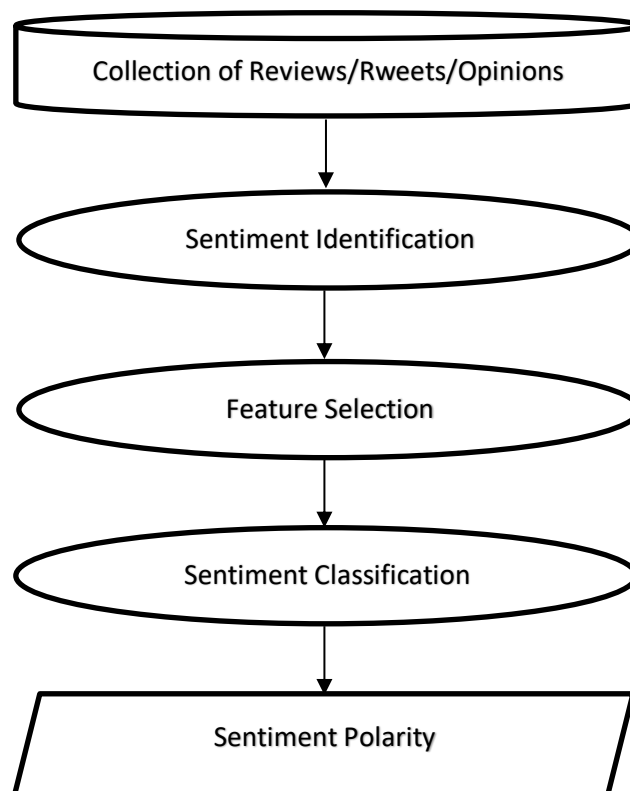 Collection of Reviews/Rweets/Opinions
Sentiment Identification
Feature Selection
Sentiment Classification
Sentiment Polarity